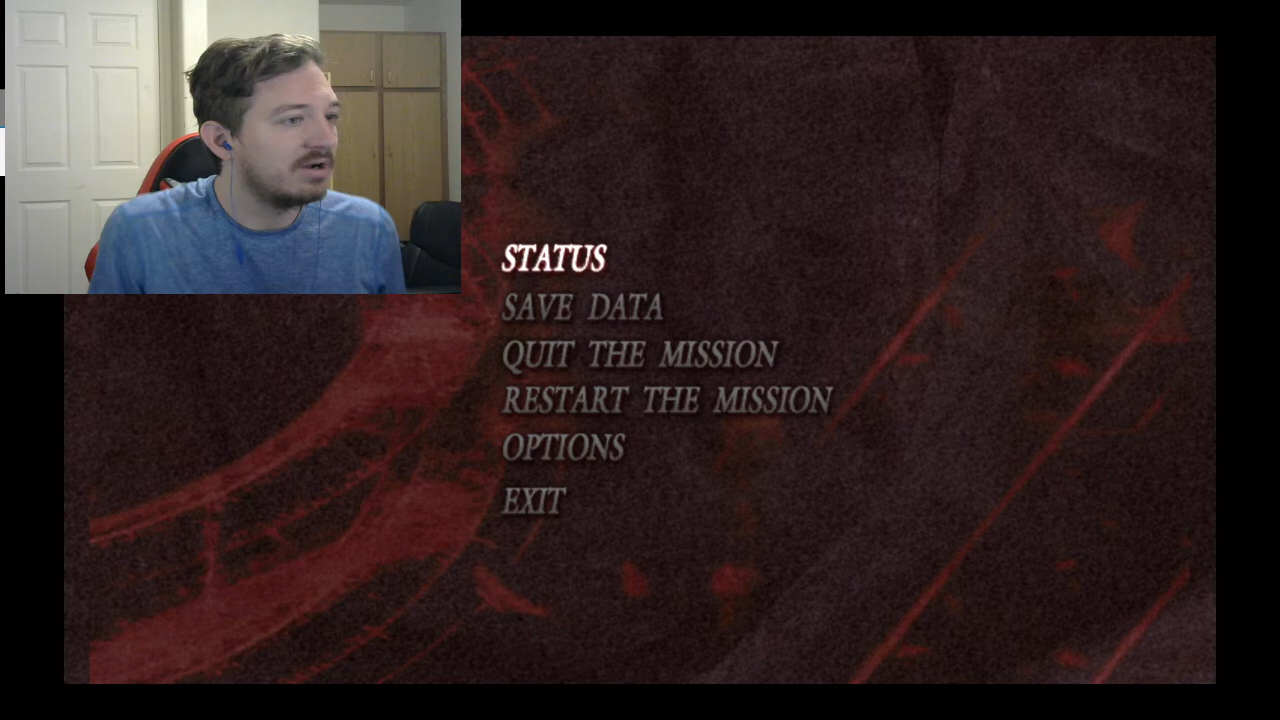 STATUS
SAVE DATA
QUIT THE MISSION
RESTART THE MISSION
OPTIONS
EXIT